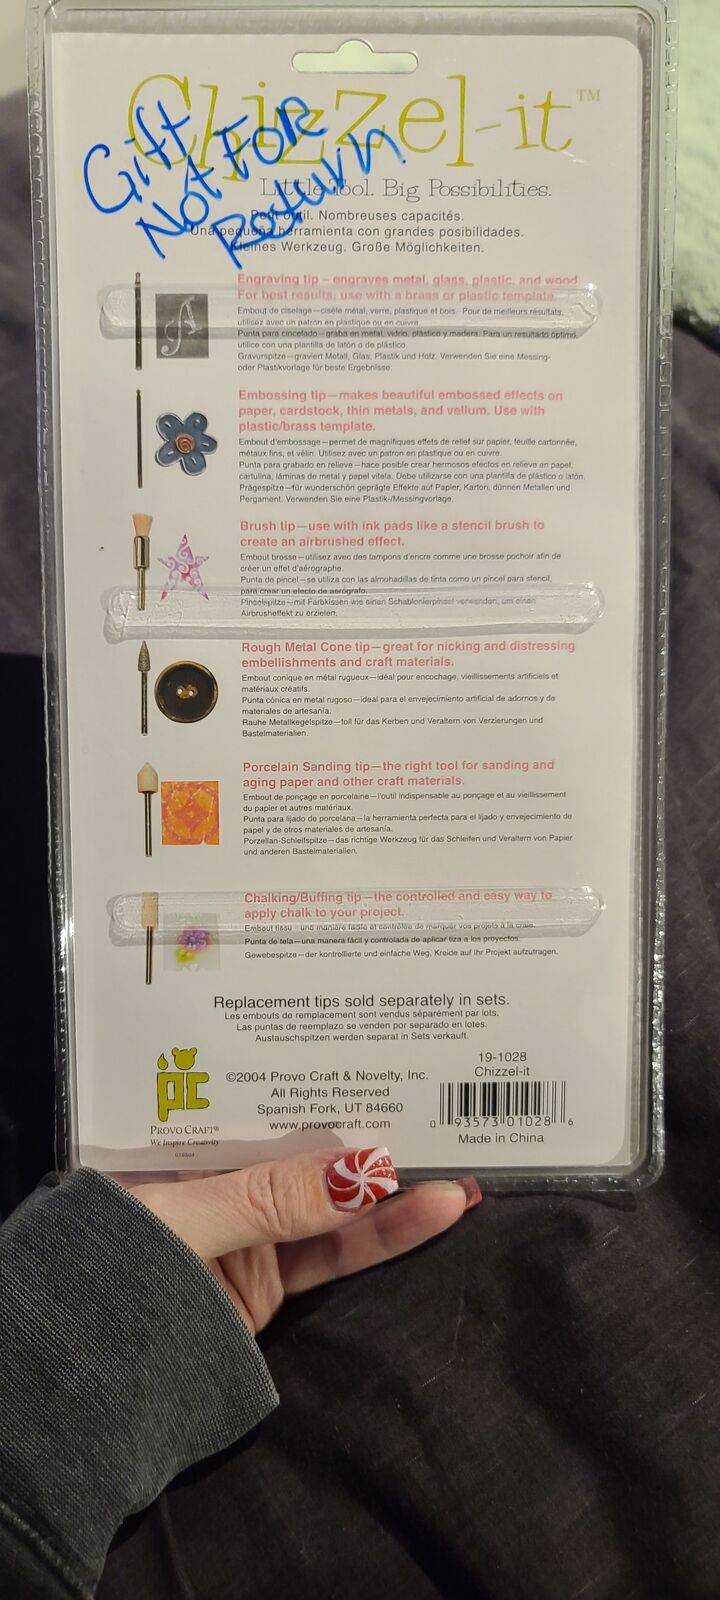 Chizzel-it™
Gift
Not For
Return
Little Tool. Big Possibilities.
Petit outil. Nombreuses capacités.
Una pequeña herramienta con grandes posibilidades.
Kleines Werkzeug. Große Möglichkeiten.
Engraving tip – engraves metal, glass, plastic, and wood.
For best results, use with a brass or plastic template.
Embout de ciselage—cisèle métal, verre, plastique et bois. Pour de meilleurs résultats,
utilisez avec un patron en plastique ou en cuivre.
Punta para cincelado—graba en metal, vidrio, plástico y madera. Para un resultado óptimo,
utilice con una plantilla de latón o de plástico.
Gravurspitze—graviert Metall, Glas, Plastik und Holz. Verwenden Sie eine Messing-
oder Plastikvorlage für beste Ergebnisse.
Embossing tip—makes beautiful embossed effects on
paper, cardstock, thin metals, and vellum. Use with
plastic/brass template.
Embout d'embossage—permet de magnifiques effets de relief sur papier, feuille cartonnée,
métaux fins, et vélin. Utilisez avec un patron en plastique ou en cuivre.
Punta para grabado en relieve—hace posible crear hermosos efectos en relieve en papel,
cartulina, láminas de metal y papel vitela. Debe utilizarse con una plantilla de plástico o latón.
Prägespitze—für wunderschön geprägte Effekte auf Papier, Karton, dünnen Metallen und
Pergament. Verwenden Sie eine Plastik-/Messingvorlage.
Brush tip—use with ink pads like a stencil brush to
create an airbrushed effect.
Embout brosse—utilisez avec des tampons d'encre comme une brosse pochoir afin de
créer un effet d'aérographe.
Punta de pincel—se utiliza con las almohadillas de tinta como un pincel para stencil,
para crear un efecto de aerógrafo.
Pinselspitze—mit Farbkissen wie einen Schablonierpinsel verwenden, um einen
Airbrusheffekt zu erzielen.
Rough Metal Cone tip—great for nicking and distressing
embellishments and craft materials.
Embout conique en métal rugueux—idéal pour encochage, vieillissements artificiels et
matériaux créatifs.
Punta cónica en metal rugoso—ideal para el envejecimiento artificial de adornos y de
materiales de artesanía.
Rauhe Metallkegelspitze—toll für das Kerben und Veraltern von Verzierungen und
Bastelmaterialien.
Porcelain Sanding tip—the right tool for sanding and
aging paper and other craft materials.
Embout de ponçage en porcelaine—l'outil indispensable au ponçage et au vieillissement
du papier et autres matériaux.
Punta para lijado de porcelana—la herramienta perfecta para el lijado y envejecimiento de
papel y de otros materiales de artesanía.
Porzellan-Schleifspitze—das richtige Werkzeug für das Schleifen und Veraltern von Papier
und anderen Bastelmaterialien.
Chalking/Buffing tip—the controlled and easy way to
apply chalk to your project.
Embout tissu—une manière facile et contrôlée de marquer vos projets à la craie.
Punta de tela—una manera fácil y controlada de aplicar tiza a los proyectos.
Gewebespitze—der kontrollierte und einfache Weg, Kreide auf Ihr Projekt aufzutragen.
Replacement tips sold separately in sets.
Les embouts de remplacement sont vendus séparément par lots.
Las puntas de reemplazo se venden por separado en lotes.
Austauschspitzen werden separat in Sets verkauft.
pc
PROVO CRAFT®
We Inspire Creativity
©2004 Provo Craft & Novelty, Inc.
All Rights Reserved
Spanish Fork, UT 84660
www.provocraft.com
19-1028
Chizzel-it
0 93573 01028 6
Made in China